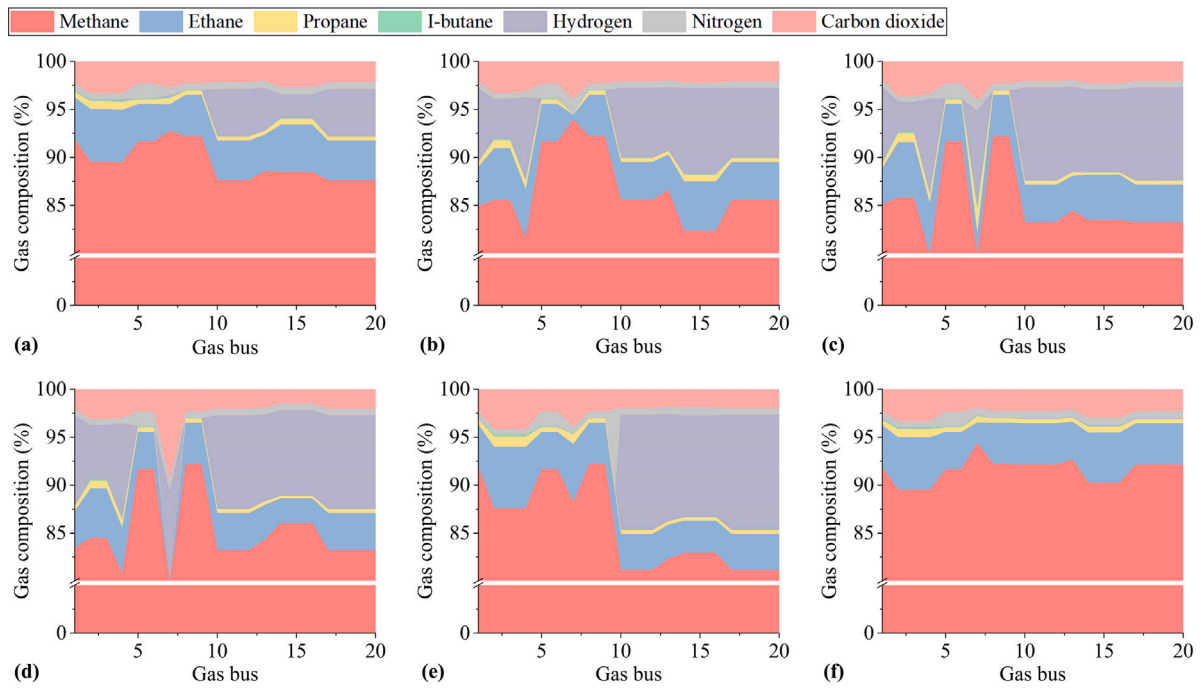 Methane Ethane Propane I-butane Hydrogen Nitrogen Carbon dioxide
100
95
90
85
0
Gas composition (%)
5 10 15 20
Gas bus
(a)
100
95
90
85
0
Gas composition (%)
5 10 15 20
Gas bus
(b)
100
95
90
85
0
Gas composition (%)
5 10 15 20
Gas bus
(c)
100
95
90
85
0
Gas composition (%)
5 10 15 20
Gas bus
(d)
100
95
90
85
0
Gas composition (%)
5 10 15 20
Gas bus
(e)
100
95
90
85
0
Gas composition (%)
5 10 15 20
Gas bus
(f)